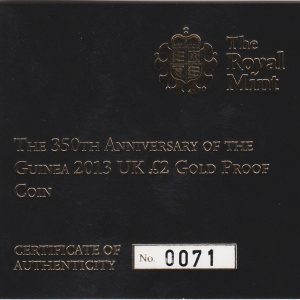 The
Royal
Mint
The 350th Anniversary of the
Guinea 2013 UK £2 Gold Proof
Coin
Certificate of
Authenticity
No. 0071